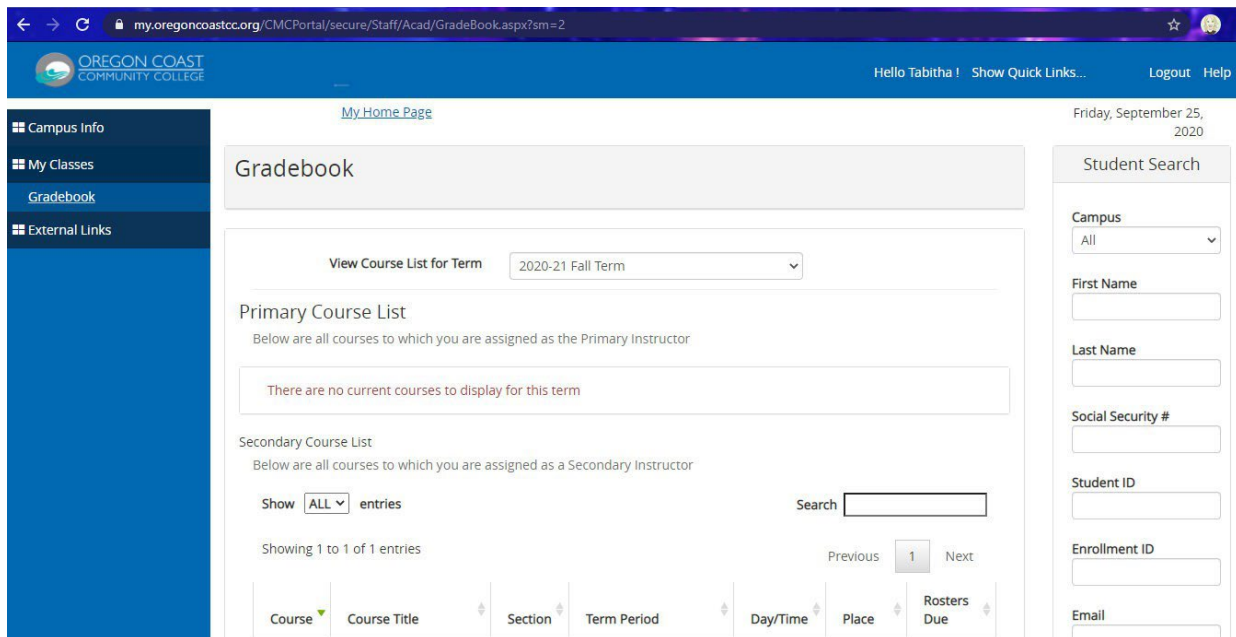 my.oregoncoastcc.org/CMCPortal/secure/Staff/Acad/GradeBook.aspx?sm=2
OREGON COAST
COMMUNITY COLLEGE
Hello Tabitha ! Show Quick Links... Logout Help
Campus Info
My Classes
Gradebook
External Links
My Home Page
Friday, September 25,
2020
Gradebook
View Course List for Term 2020-21 Fall Term
Primary Course List
Below are all courses to which you are assigned as the Primary Instructor
There are no current courses to display for this term
Secondary Course List
Below are all courses to which you are assigned as a Secondary Instructor
Show ALL entries Search
Showing 1 to 1 of 1 entries Previous 1 Next
Course Course Title Section Term Period Day/Time Place Rosters
Due
Student Search
Campus
All
First Name
Last Name
Social Security #
Student ID
Enrollment ID
Email